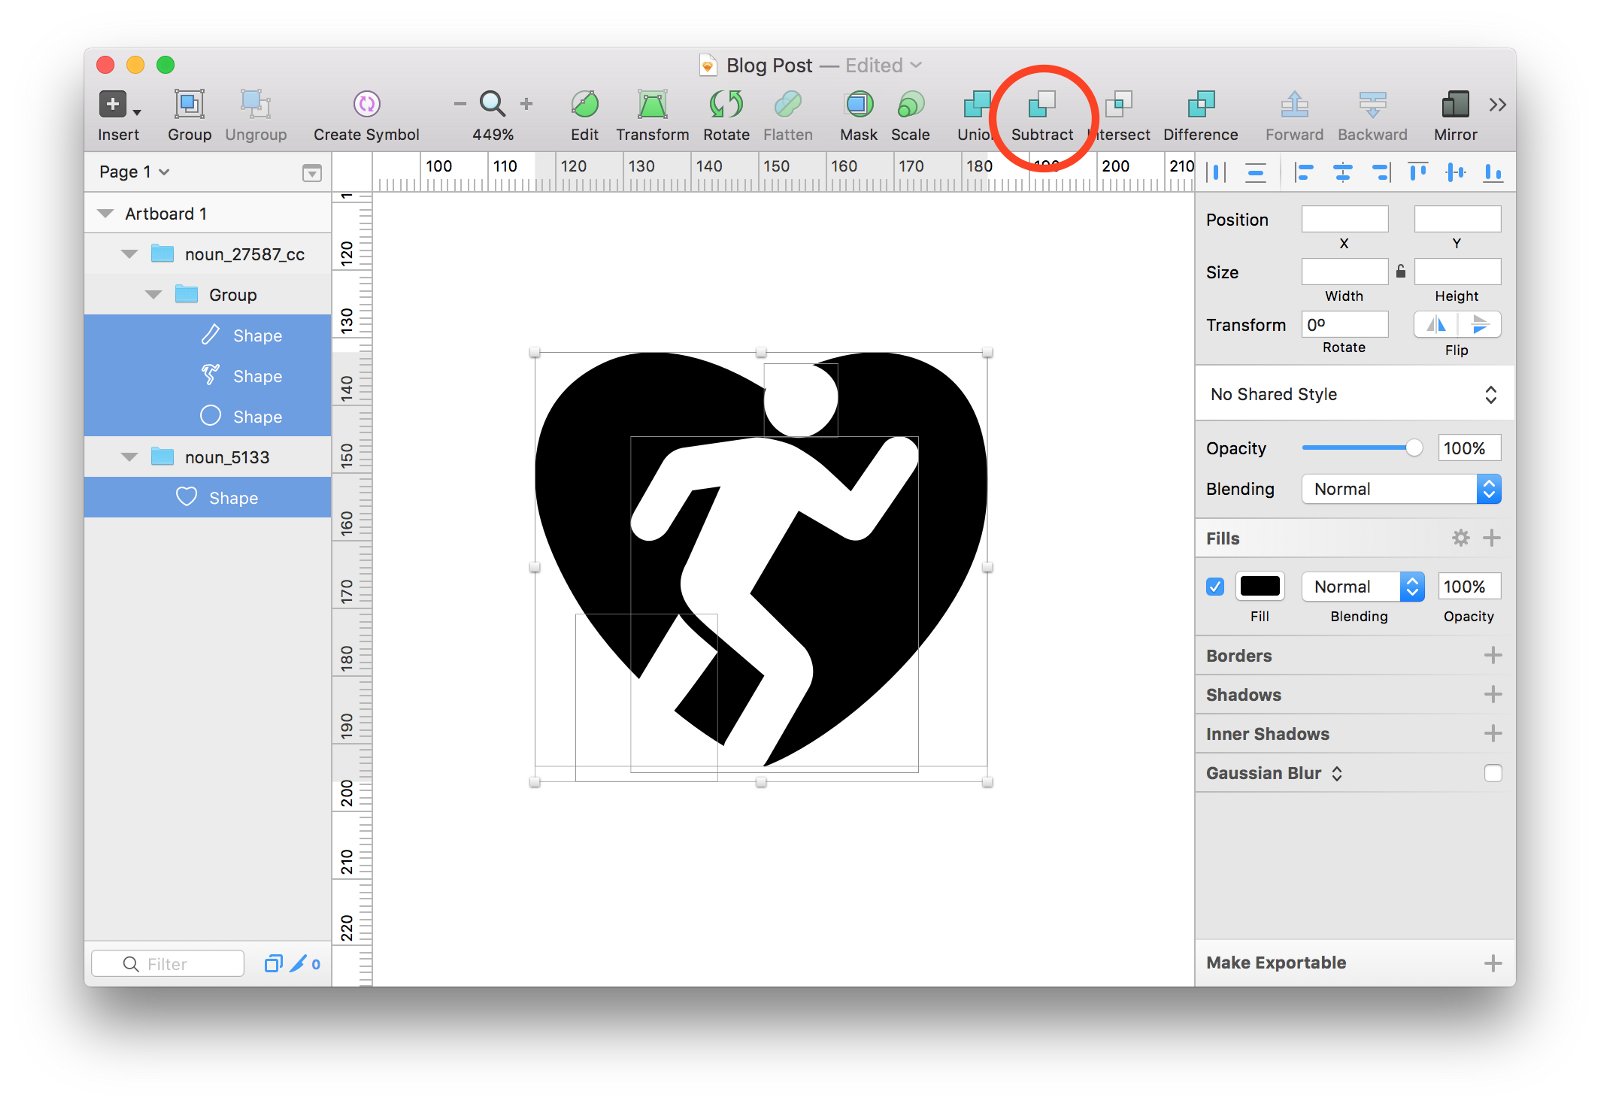 Blog Post — Edited
Insert Group Ungroup Create Symbol 449% Edit Transform Rotate Flatten Mask Scale Union Subtract Intersect Difference Forward Backward Mirror
Page 1
100 110 120 130 140 150 160 170 180 190 200 210
Artboard 1
noun_27587_cc
Group
Shape
Shape
Shape
noun_5133
Shape
Filter
0
120
130
140
150
160
170
180
190
200
210
220
Position
X Y
Size
Width Height
Transform 0º
Rotate Flip
No Shared Style
Opacity 100%
Blending Normal
Fills
Normal 100%
Fill Blending Opacity
Borders
Shadows
Inner Shadows
Gaussian Blur
Make Exportable